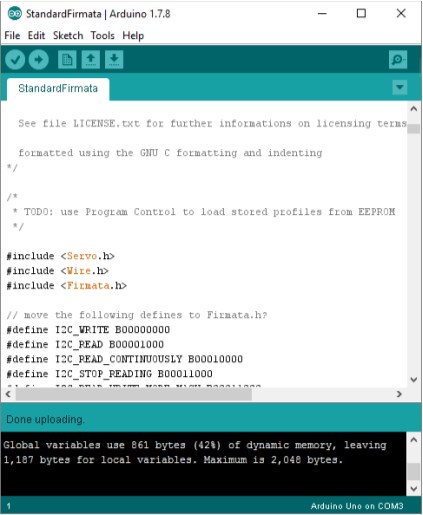 StandardFirmata | Arduino 1.7.8
File Edit Sketch Tools Help
StandardFirmata
See file LICENSE.txt for further informations on licensing terms
formatted using the GNU C formatting and indenting
*/
/*
* TODO: use Program Control to load stored profiles from EEPROM
*/
#include <Servo.h>
#include <Wire.h>
#include <Firmata.h>
// move the following defines to Firmata.h?
#define I2C_WRITE B00000000
#define I2C_READ B00001000
#define I2C_READ_CONTINUOUSLY B00010000
#define I2C_STOP_READING B00011000
#define I2C_READ_WRITE_MODE_MASK B00011000
Done uploading.
Global variables use 861 bytes (42%) of dynamic memory, leaving
1,187 bytes for local variables. Maximum is 2,048 bytes.
1
Arduino Uno on COM3